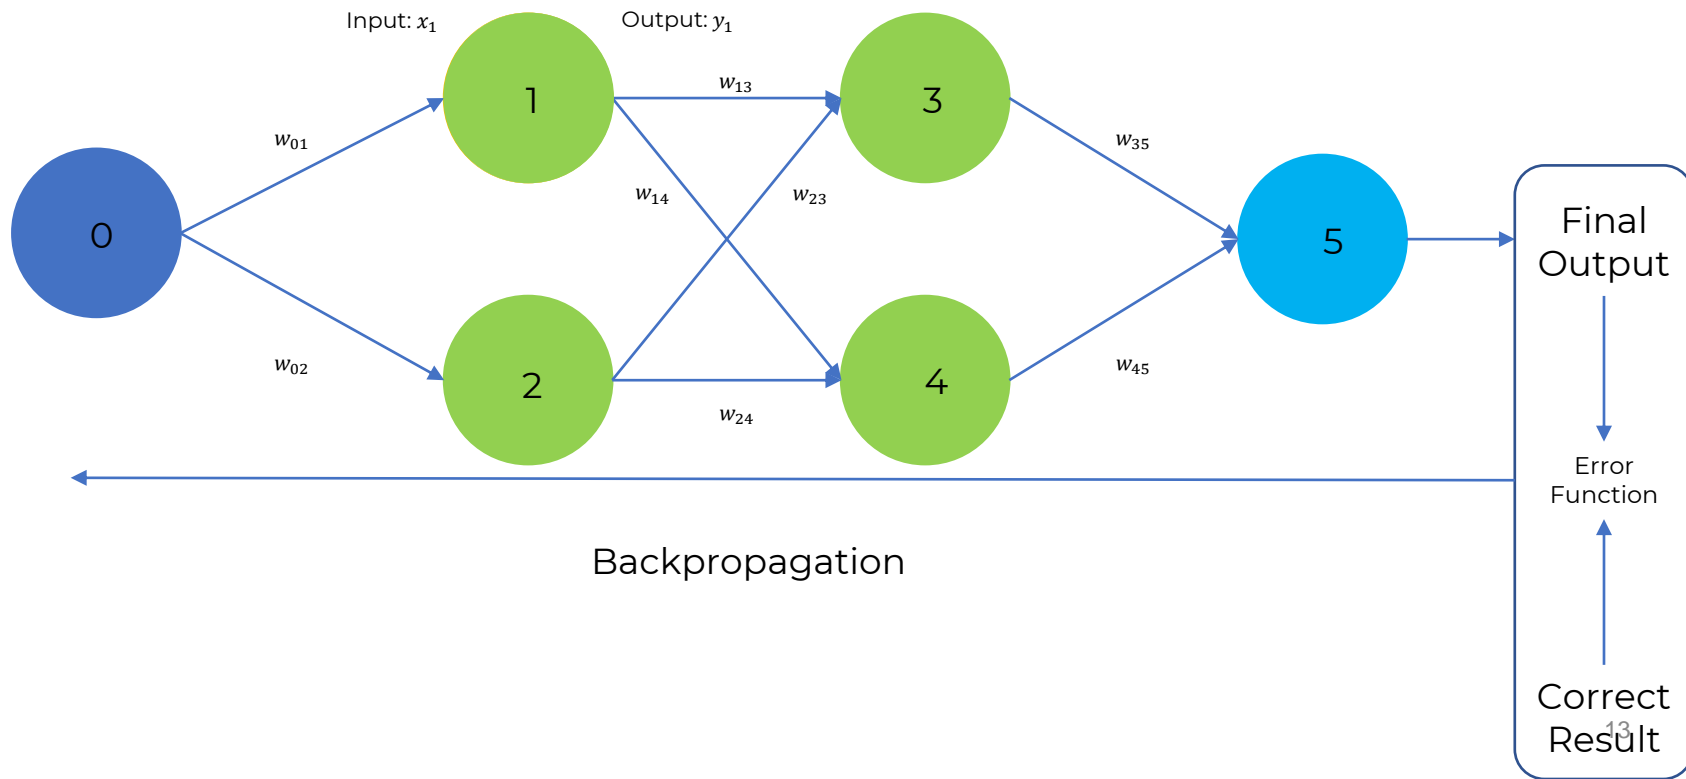 Input: x₁
Output: y₁
w₁₃
1
3
w₀₁
w₃₅
w₁₄
w₂₃
0
5
Final
Output
w₀₂
2
4
w₄₅
w₂₄
Error
Function
Backpropagation
Correct
Result
13